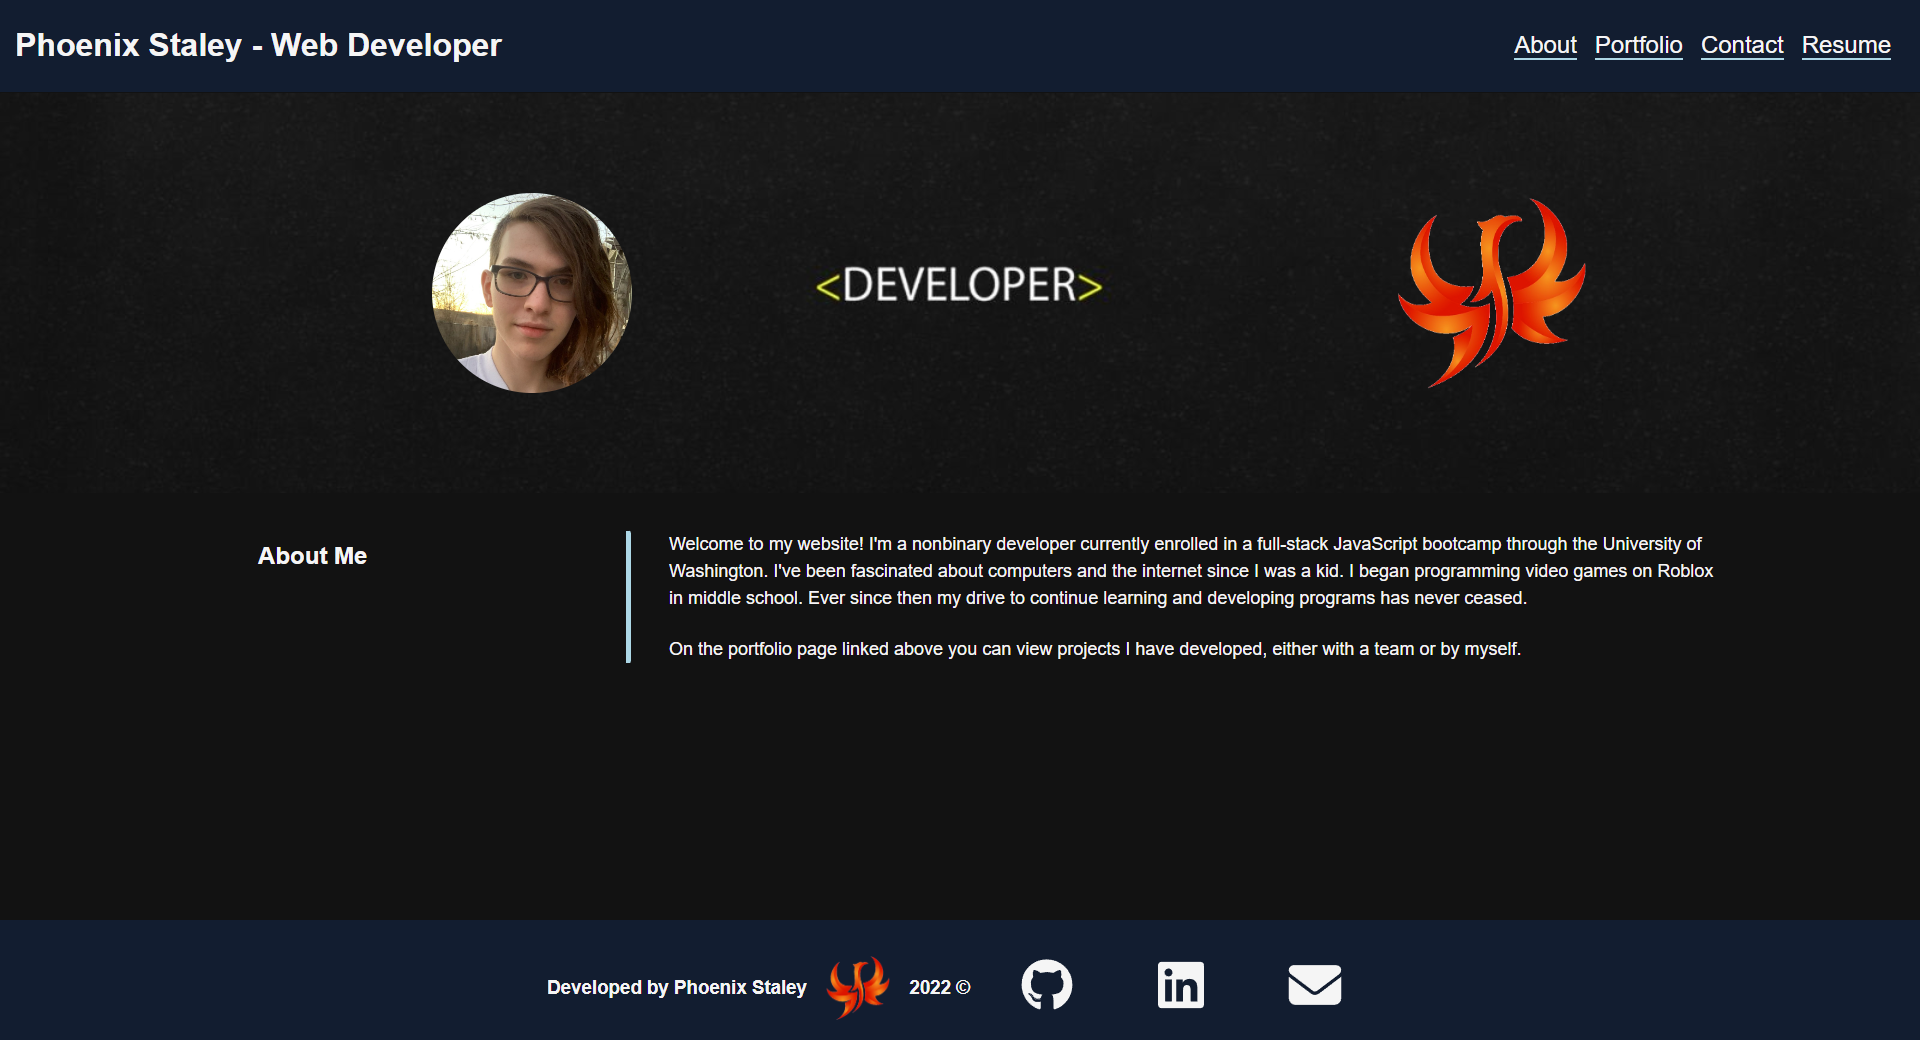 Phoenix Staley - Web Developer
About Portfolio Contact Resume
<DEVELOPER>
About Me
Welcome to my website! I'm a nonbinary developer currently enrolled in a full-stack JavaScript bootcamp through the University of
Washington. I've been fascinated about computers and the internet since I was a kid. I began programming video games on Roblox
in middle school. Ever since then my drive to continue learning and developing programs has never ceased.
On the portfolio page linked above you can view projects I have developed, either with a team or by myself.
Developed by Phoenix Staley 2022 © in